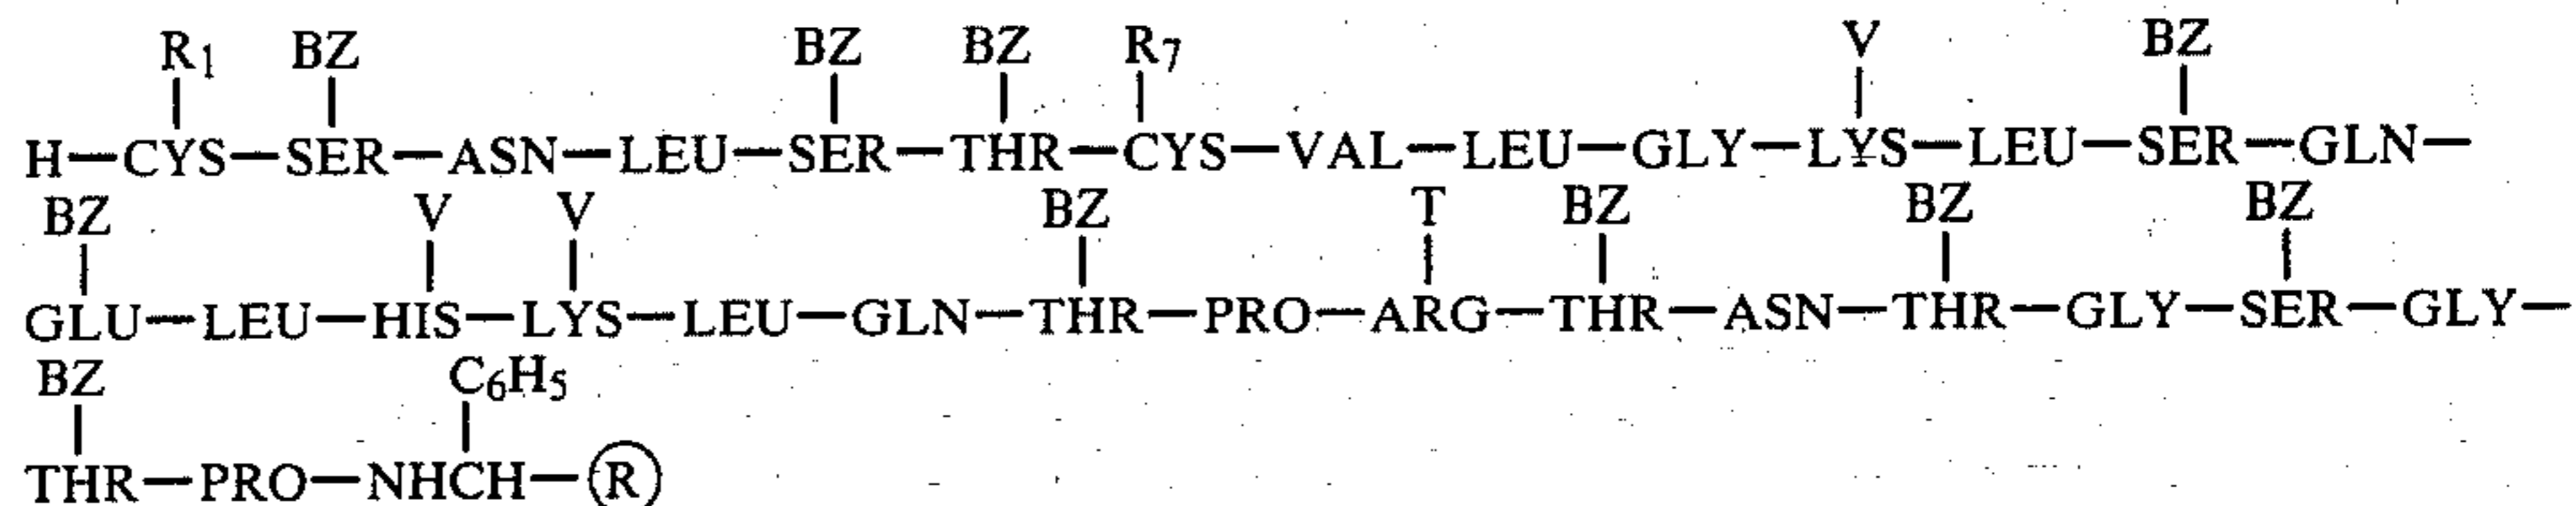 R1 BZ BZ BZ R7 V BZ
H—CYS—SER—ASN—LEU—SER—THR—CYS—VAL—LEU—GLY—LYS—LEU—SER—GLN—
BZ V V BZ T BZ BZ BZ
GLU—LEU—HIS—LYS—LEU—GLN—THR—PRO—ARG—THR—ASN—THR—GLY—SER—GLY—
BZ C6H5
THR—PRO—NHCH—R